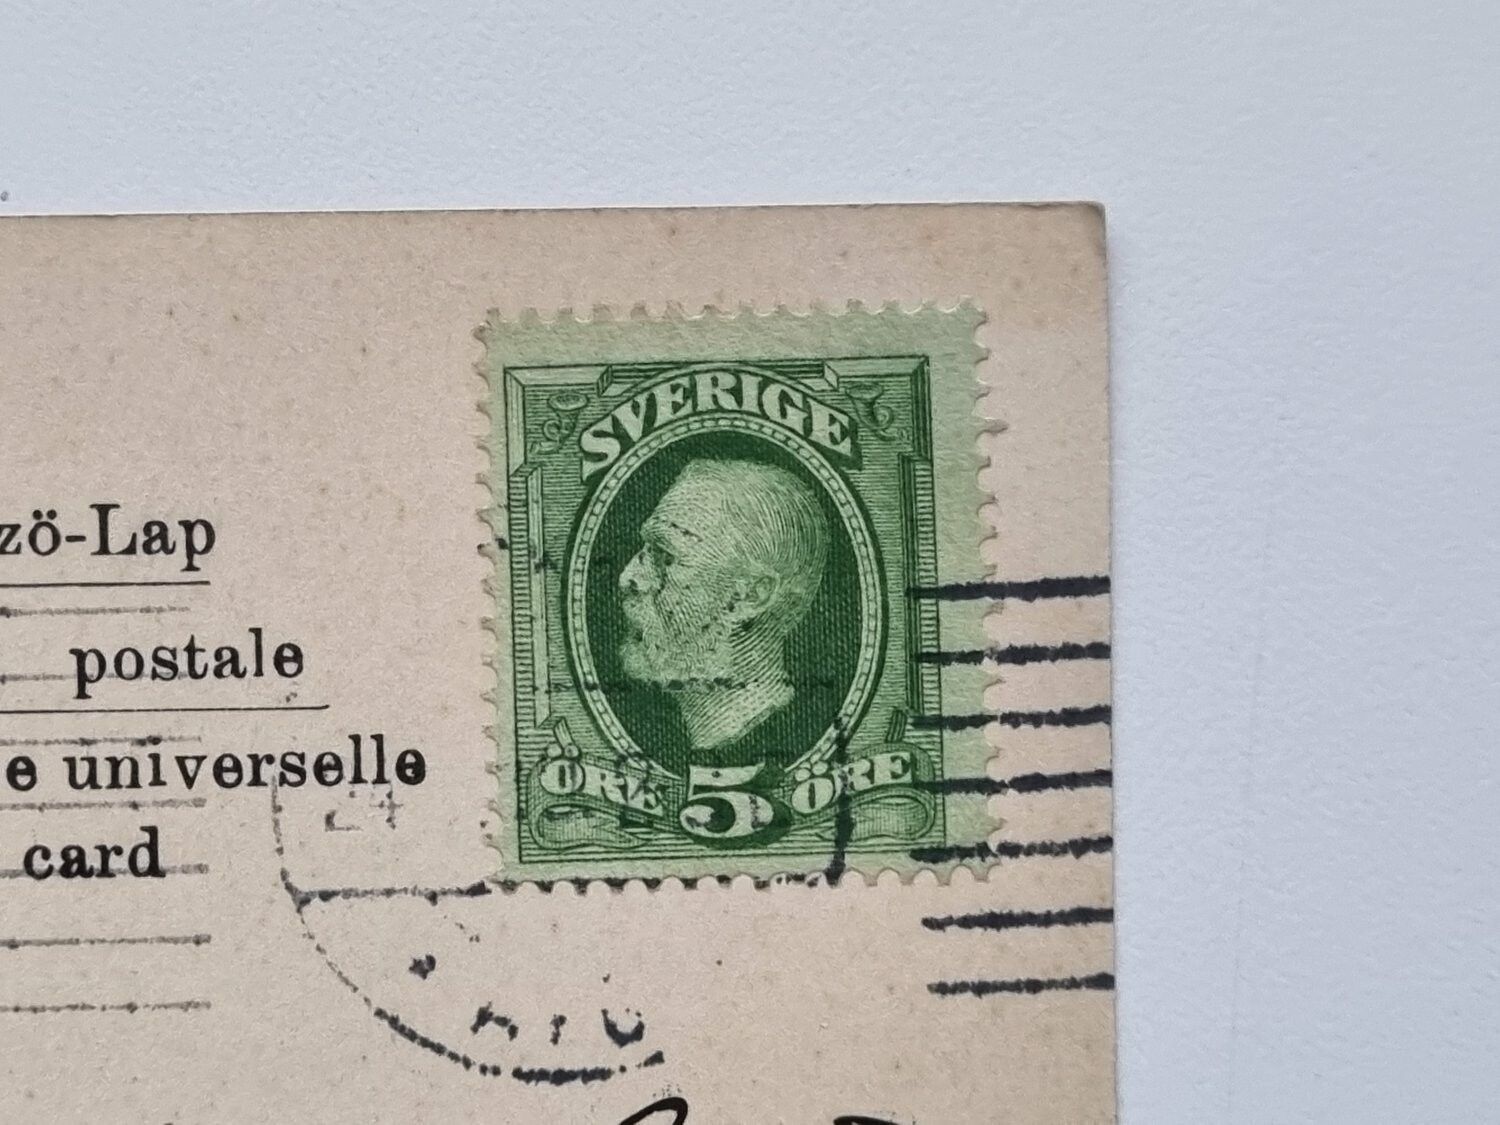 SVERIGE
zö-Lap
postale
e universelle
ÖRE 5 ÖRE
card